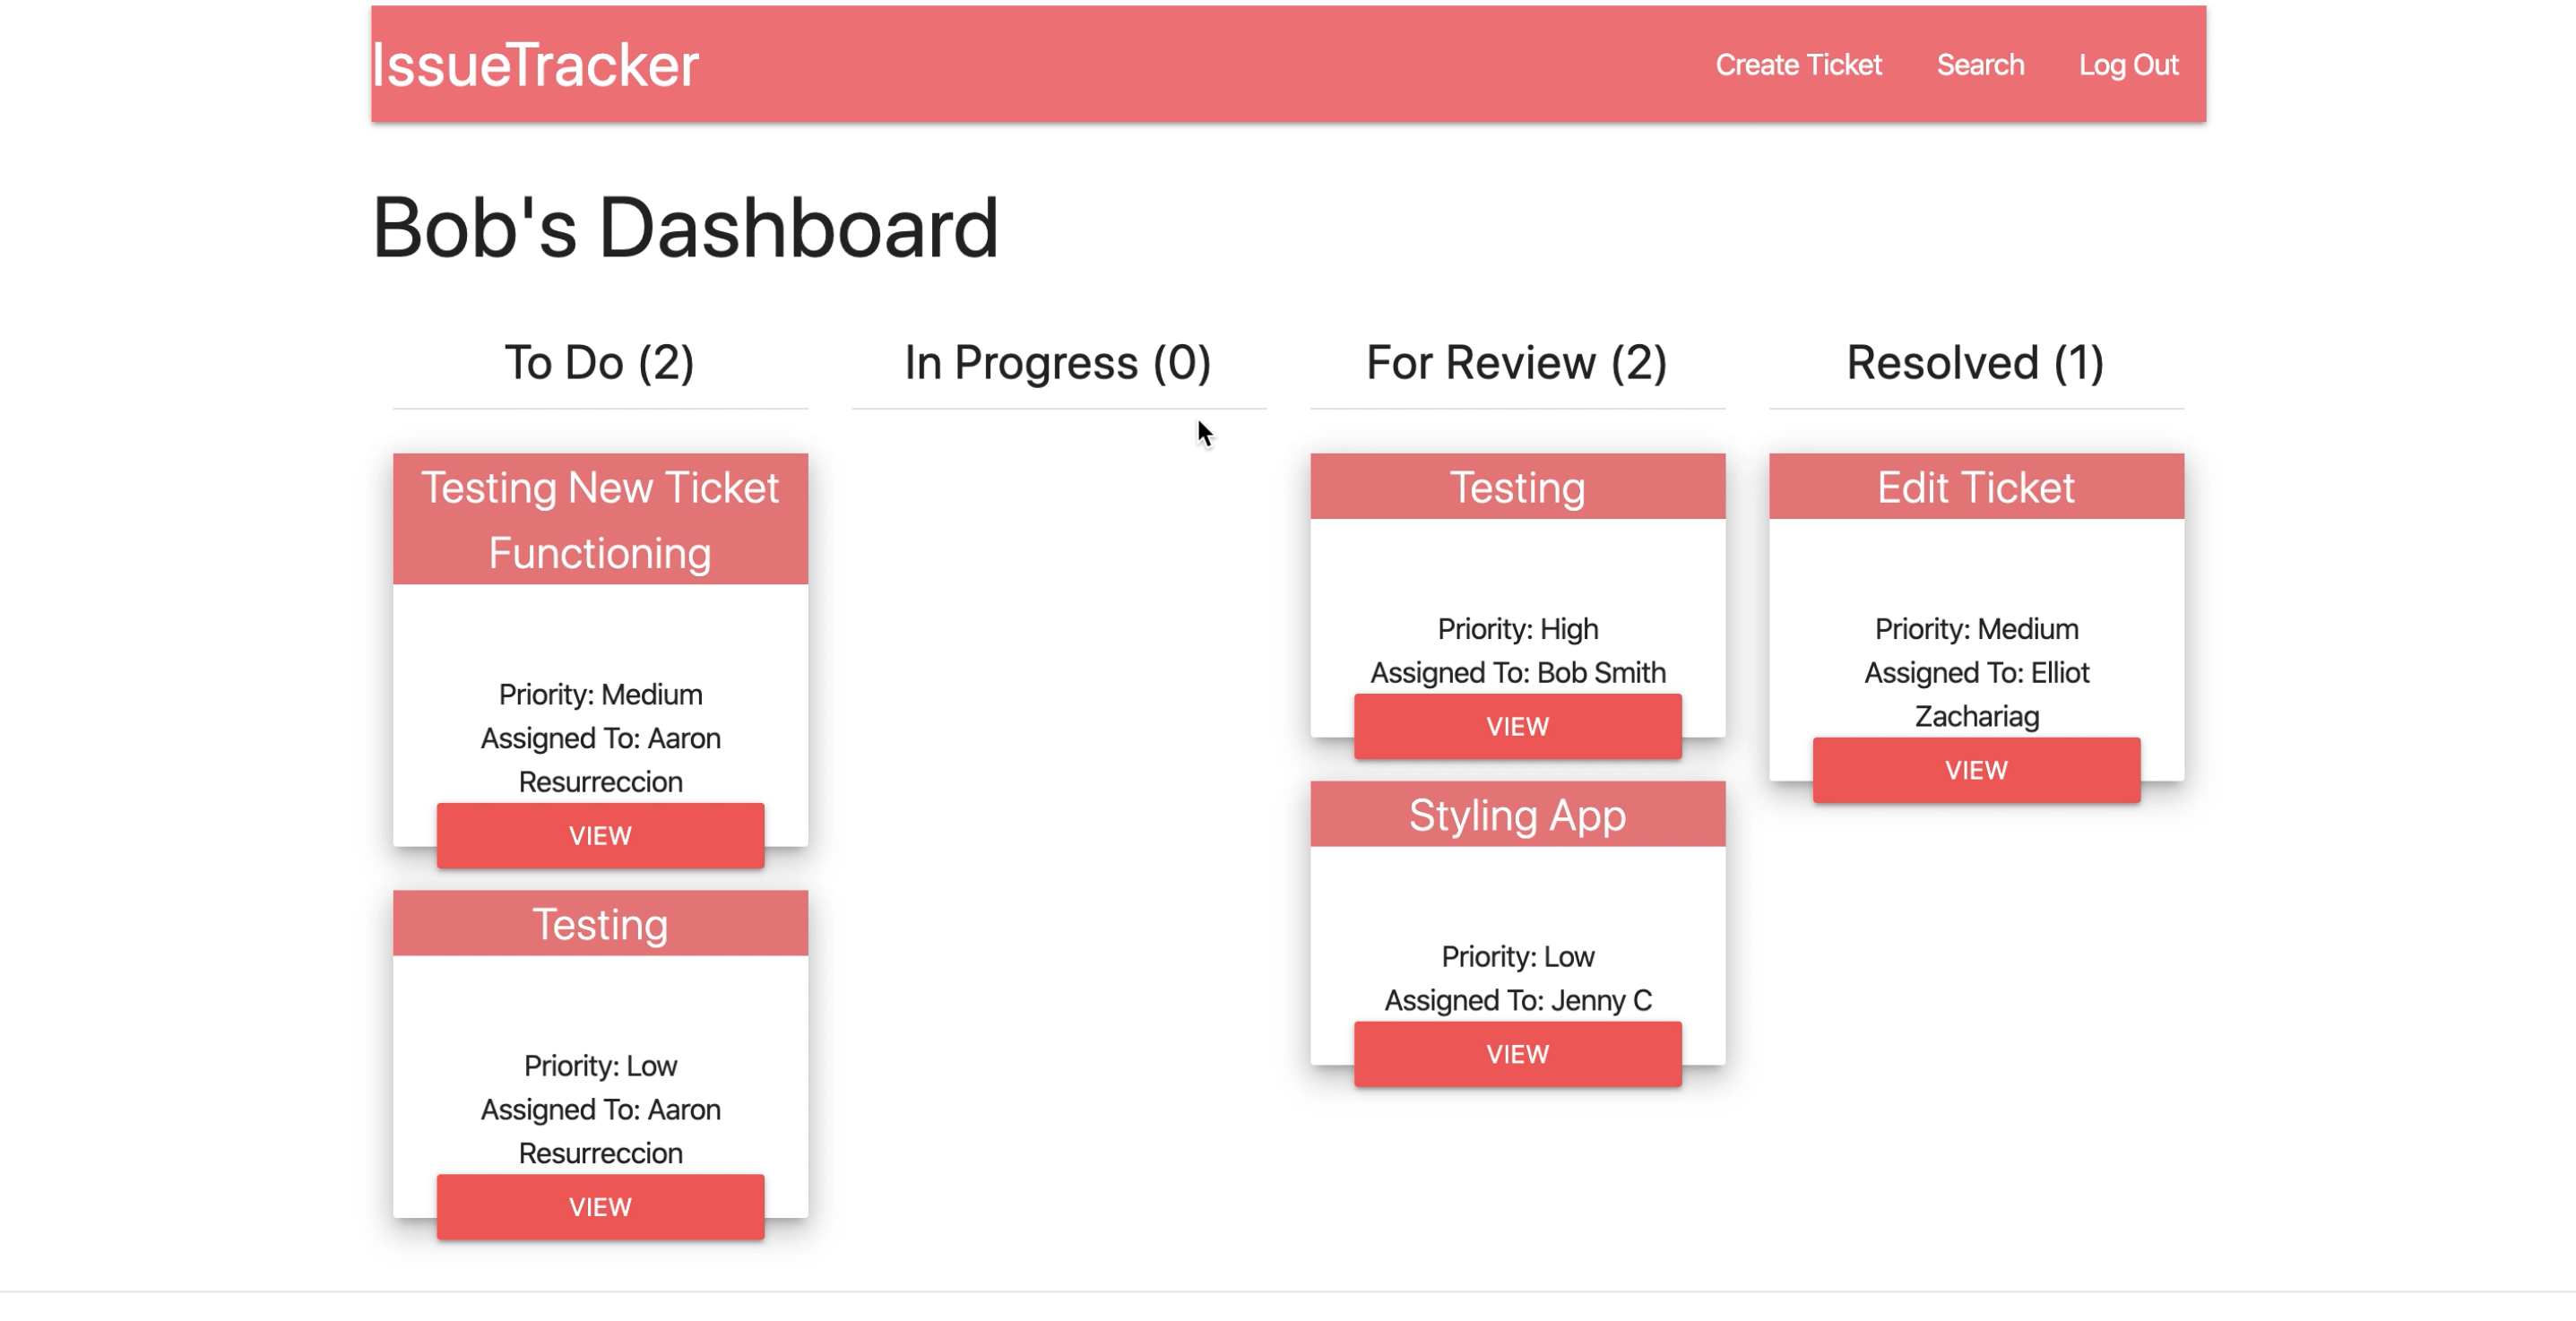 IssueTracker
Create Ticket
Search
Log Out
Bob's Dashboard
To Do (2)
Testing New Ticket
Functioning
Priority: Medium
Assigned To: Aaron
Resurreccion
VIEW
Testing
Priority: Low
Assigned To: Aaron
Resurreccion
VIEW
In Progress (0)
For Review (2)
Testing
Priority: High
Assigned To: Bob Smith
VIEW
Styling App
Priority: Low
Assigned To: Jenny C
VIEW
Resolved (1)
Edit Ticket
Priority: Medium
Assigned To: Elliot
Zachariag
VIEW